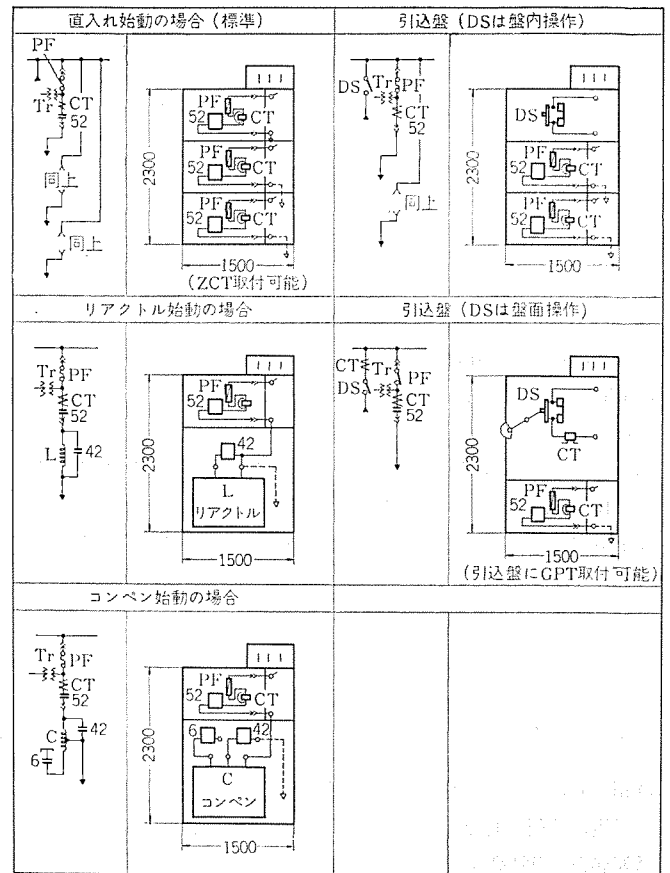 直入れ始動の場合 (標準)
PF
Tr
CT
52
同上
同上
2300
PF
52
CT
PF
52
CT
PF
52
CT
1500
(ZCT取付可能)
引込盤 (DSは盤内操作)
DS
Tr
PF
CT
52
同上
2300
DS
PF
52
CT
PF
52
CT
1500
リアクトル始動の場合
Tr
PF
CT
52
L
42
2300
PF
52
CT
42
L
リアクトル
1500
引込盤 (DSは盤面操作)
CT
Tr
PF
DS
CT
52
2300
DS
CT
PF
52
CT
1500
(引込盤にGPT取付可能)
コンペン始動の場合
Tr
PF
CT
52
C
42
6
2300
PF
52
CT
6
42
C
コンペン
1500